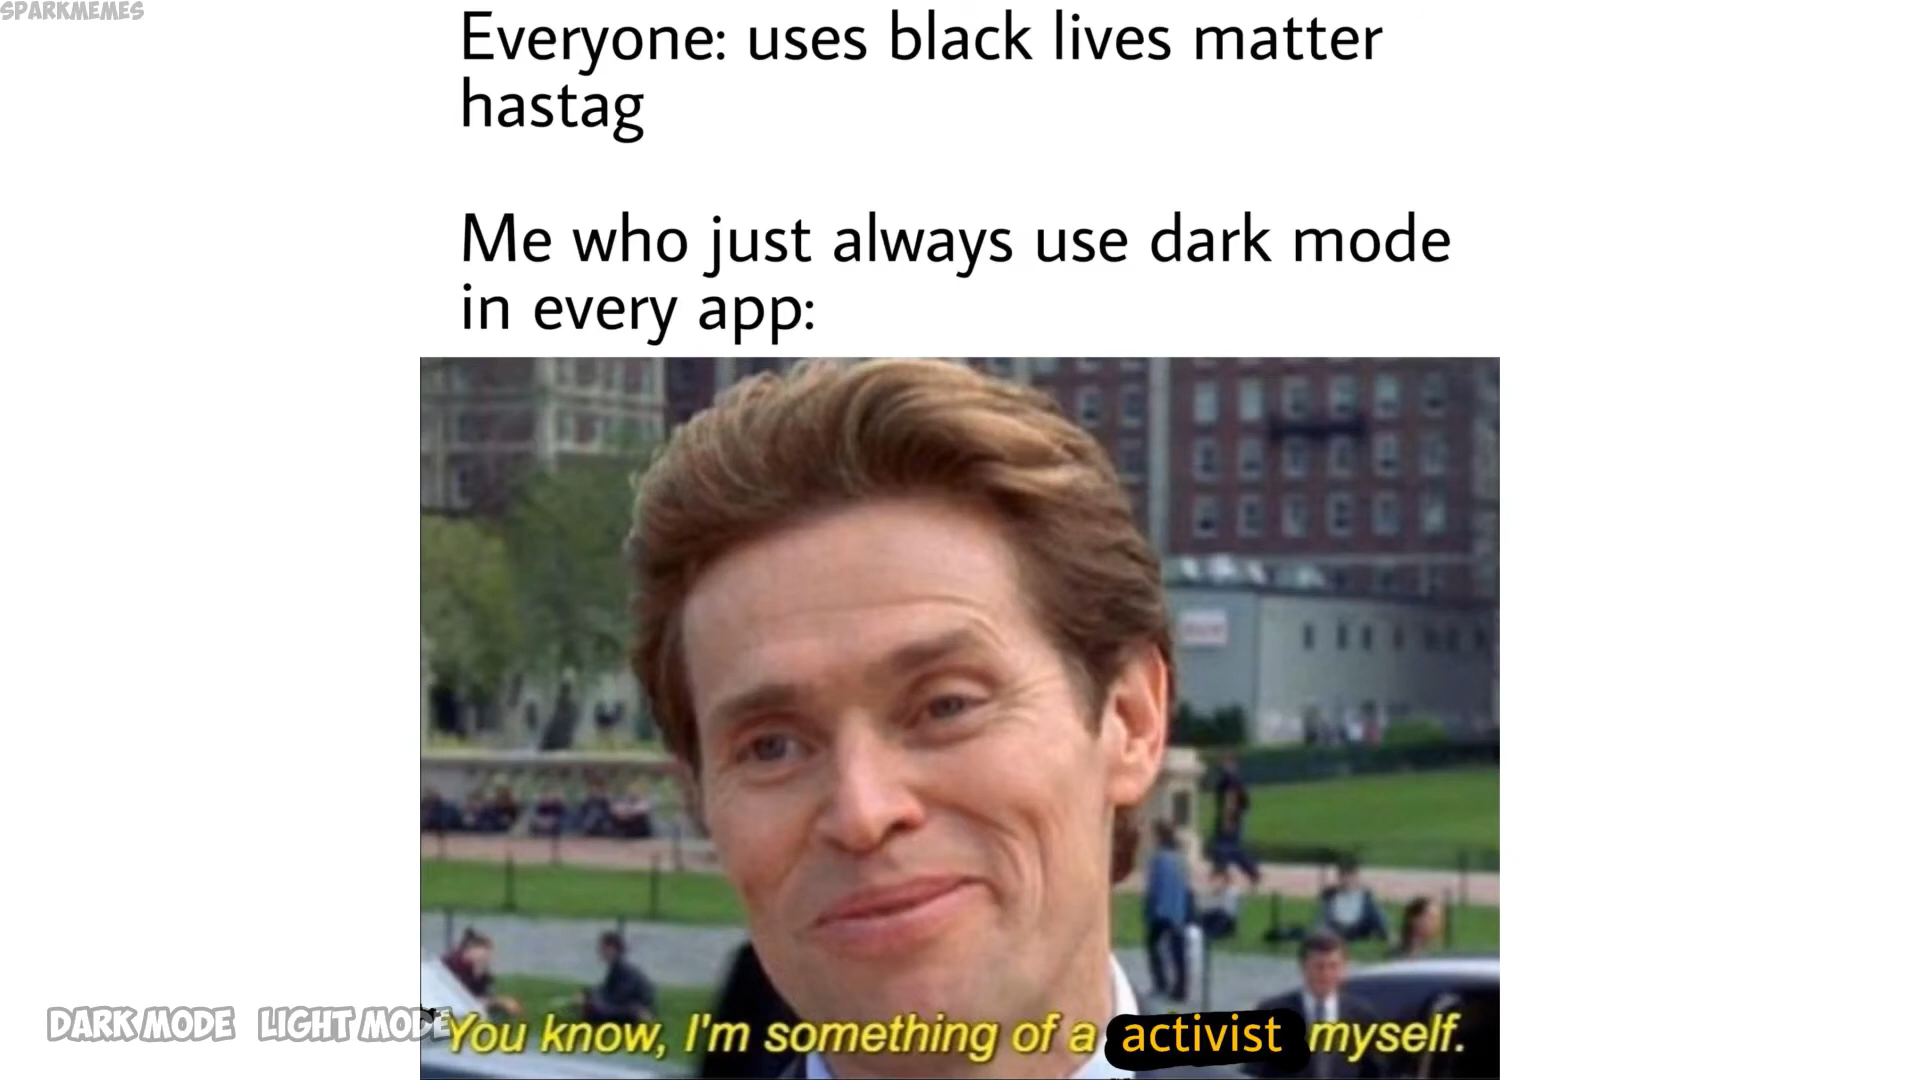 SPARKMEMES
Everyone: uses black lives matter
hastag
Me who just always use dark mode
in every app:
DARK MODE LIGHT MODE
You know, I'm something of a activist myself.